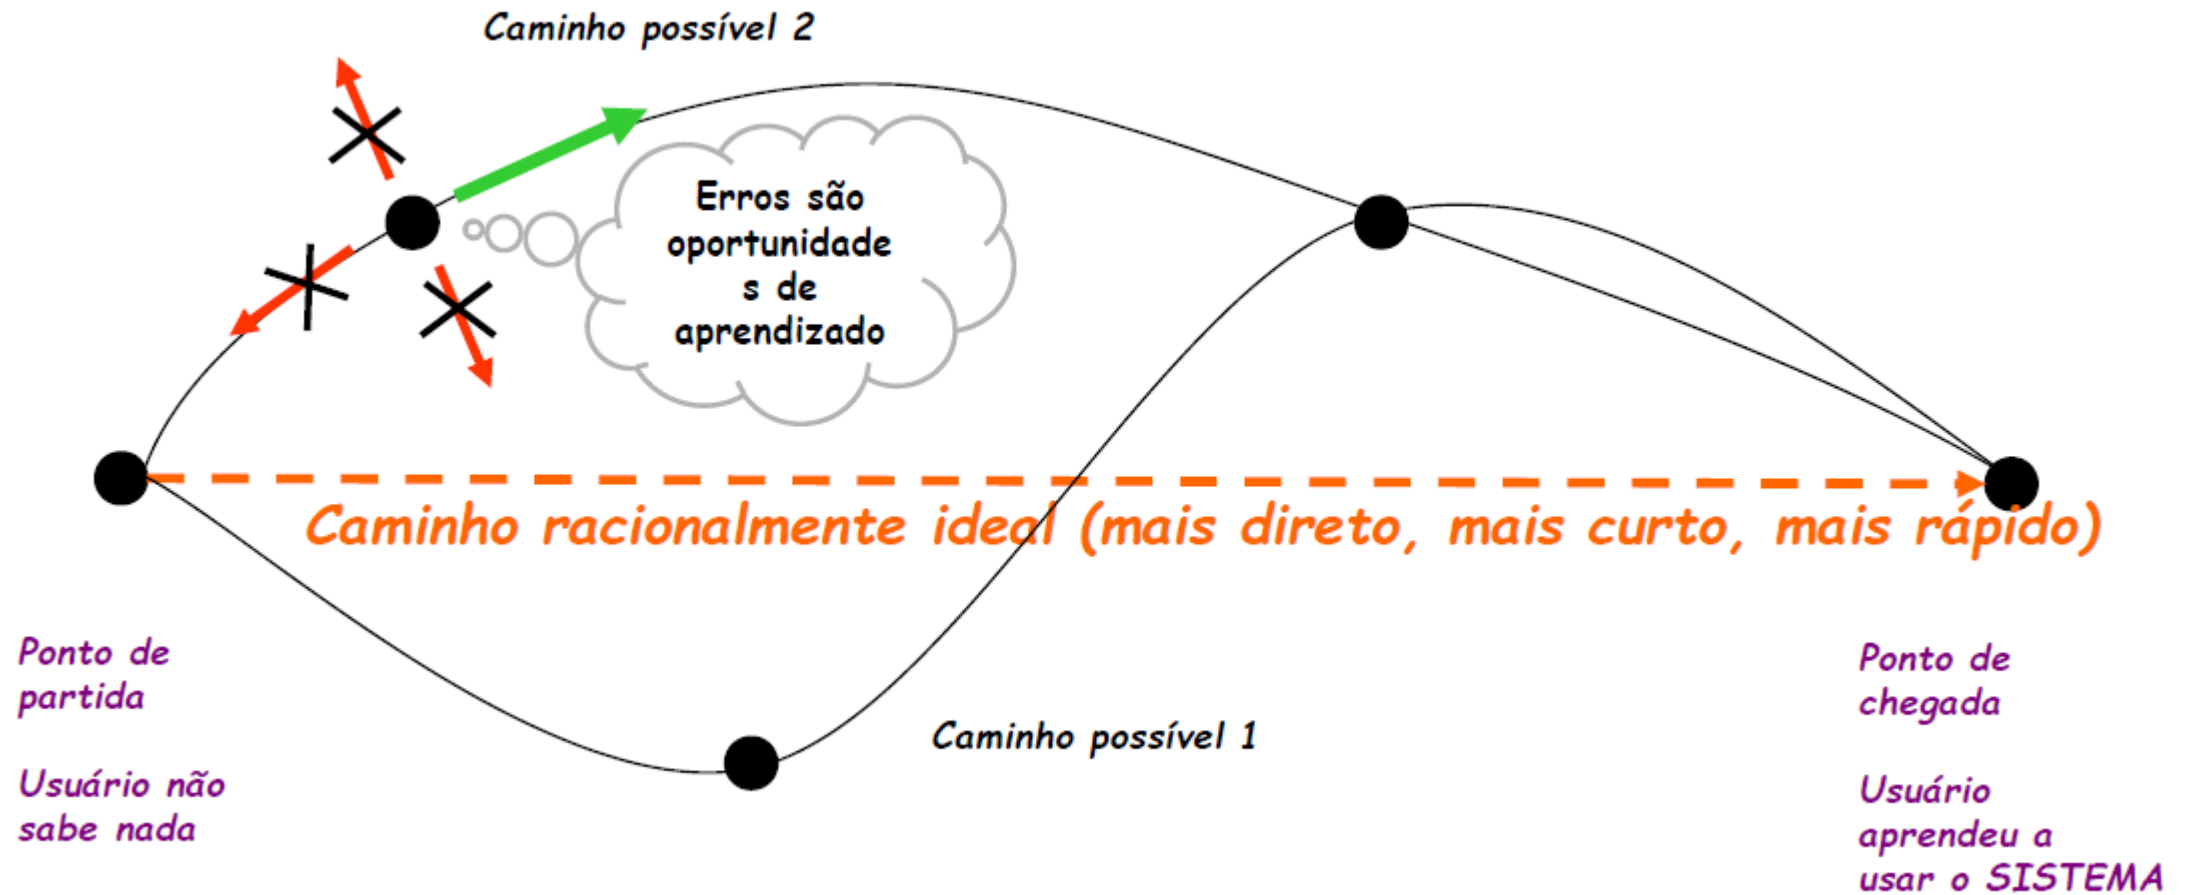 Caminho possível 2
Erros são
oportunidade
s de
aprendizado
Caminho racionalmente ideal (mais direto, mais curto, mais rápido)
Ponto de
partida
Usuário não
sabe nada
Caminho possível 1
Ponto de
chegada
Usuário
aprendeu a
usar o SISTEMA